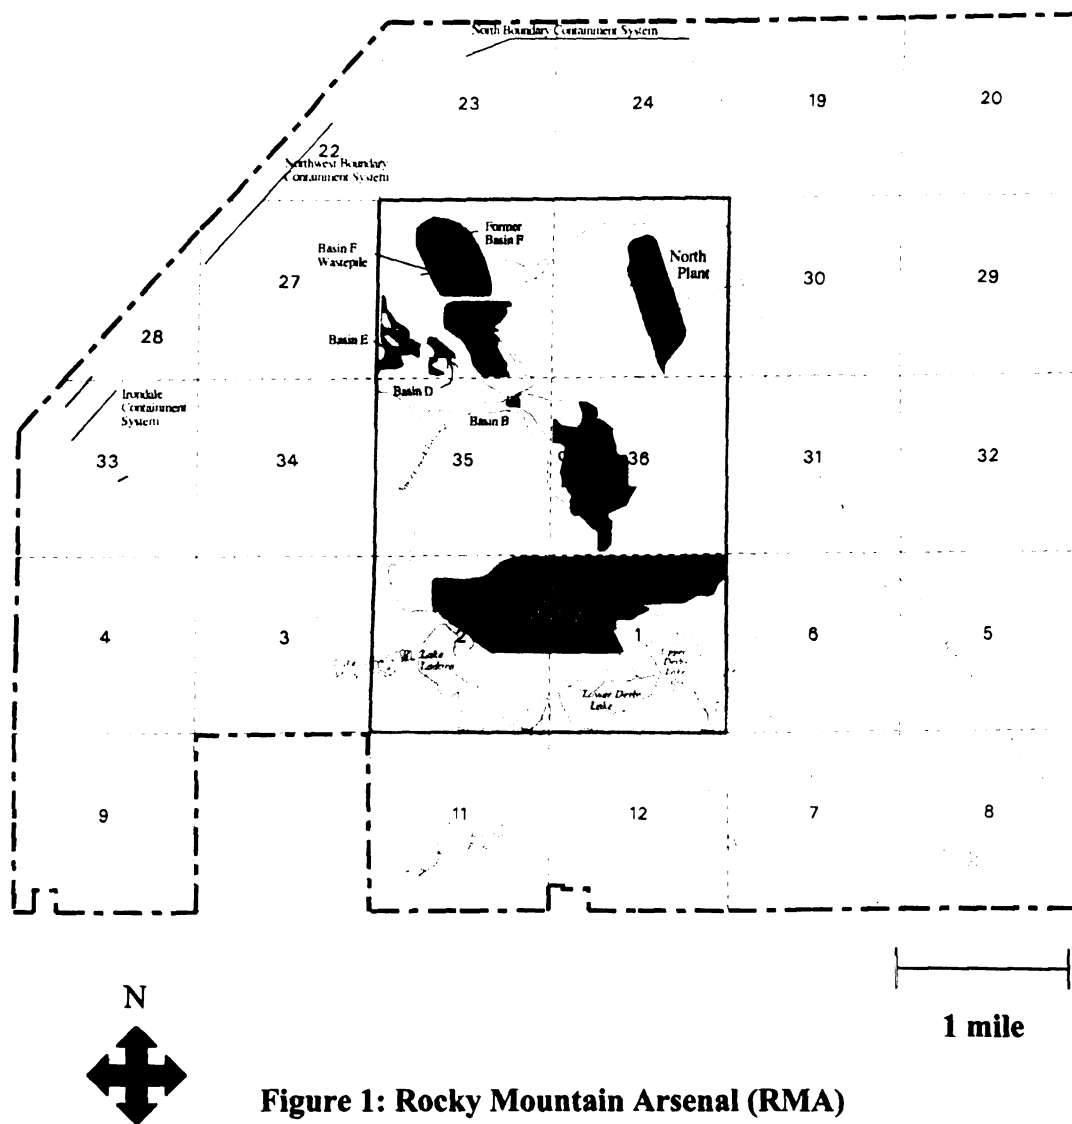 North Boundary Containment System
23
24
19
20
22
Northwest Boundary
Containment System
Former
Basin F
Basin F
Wastepile
North
Plant
27
30
29
28
Basin E
Basin D
Irondale
Containment
System
Basin B
33
34
35
36
31
32
4
3
2
1
6
5
Lake
Ladora
Upper
Derby
Lake
Lower Derby
Lake
9
11
12
7
8
N
1 mile
Figure 1: Rocky Mountain Arsenal (RMA)